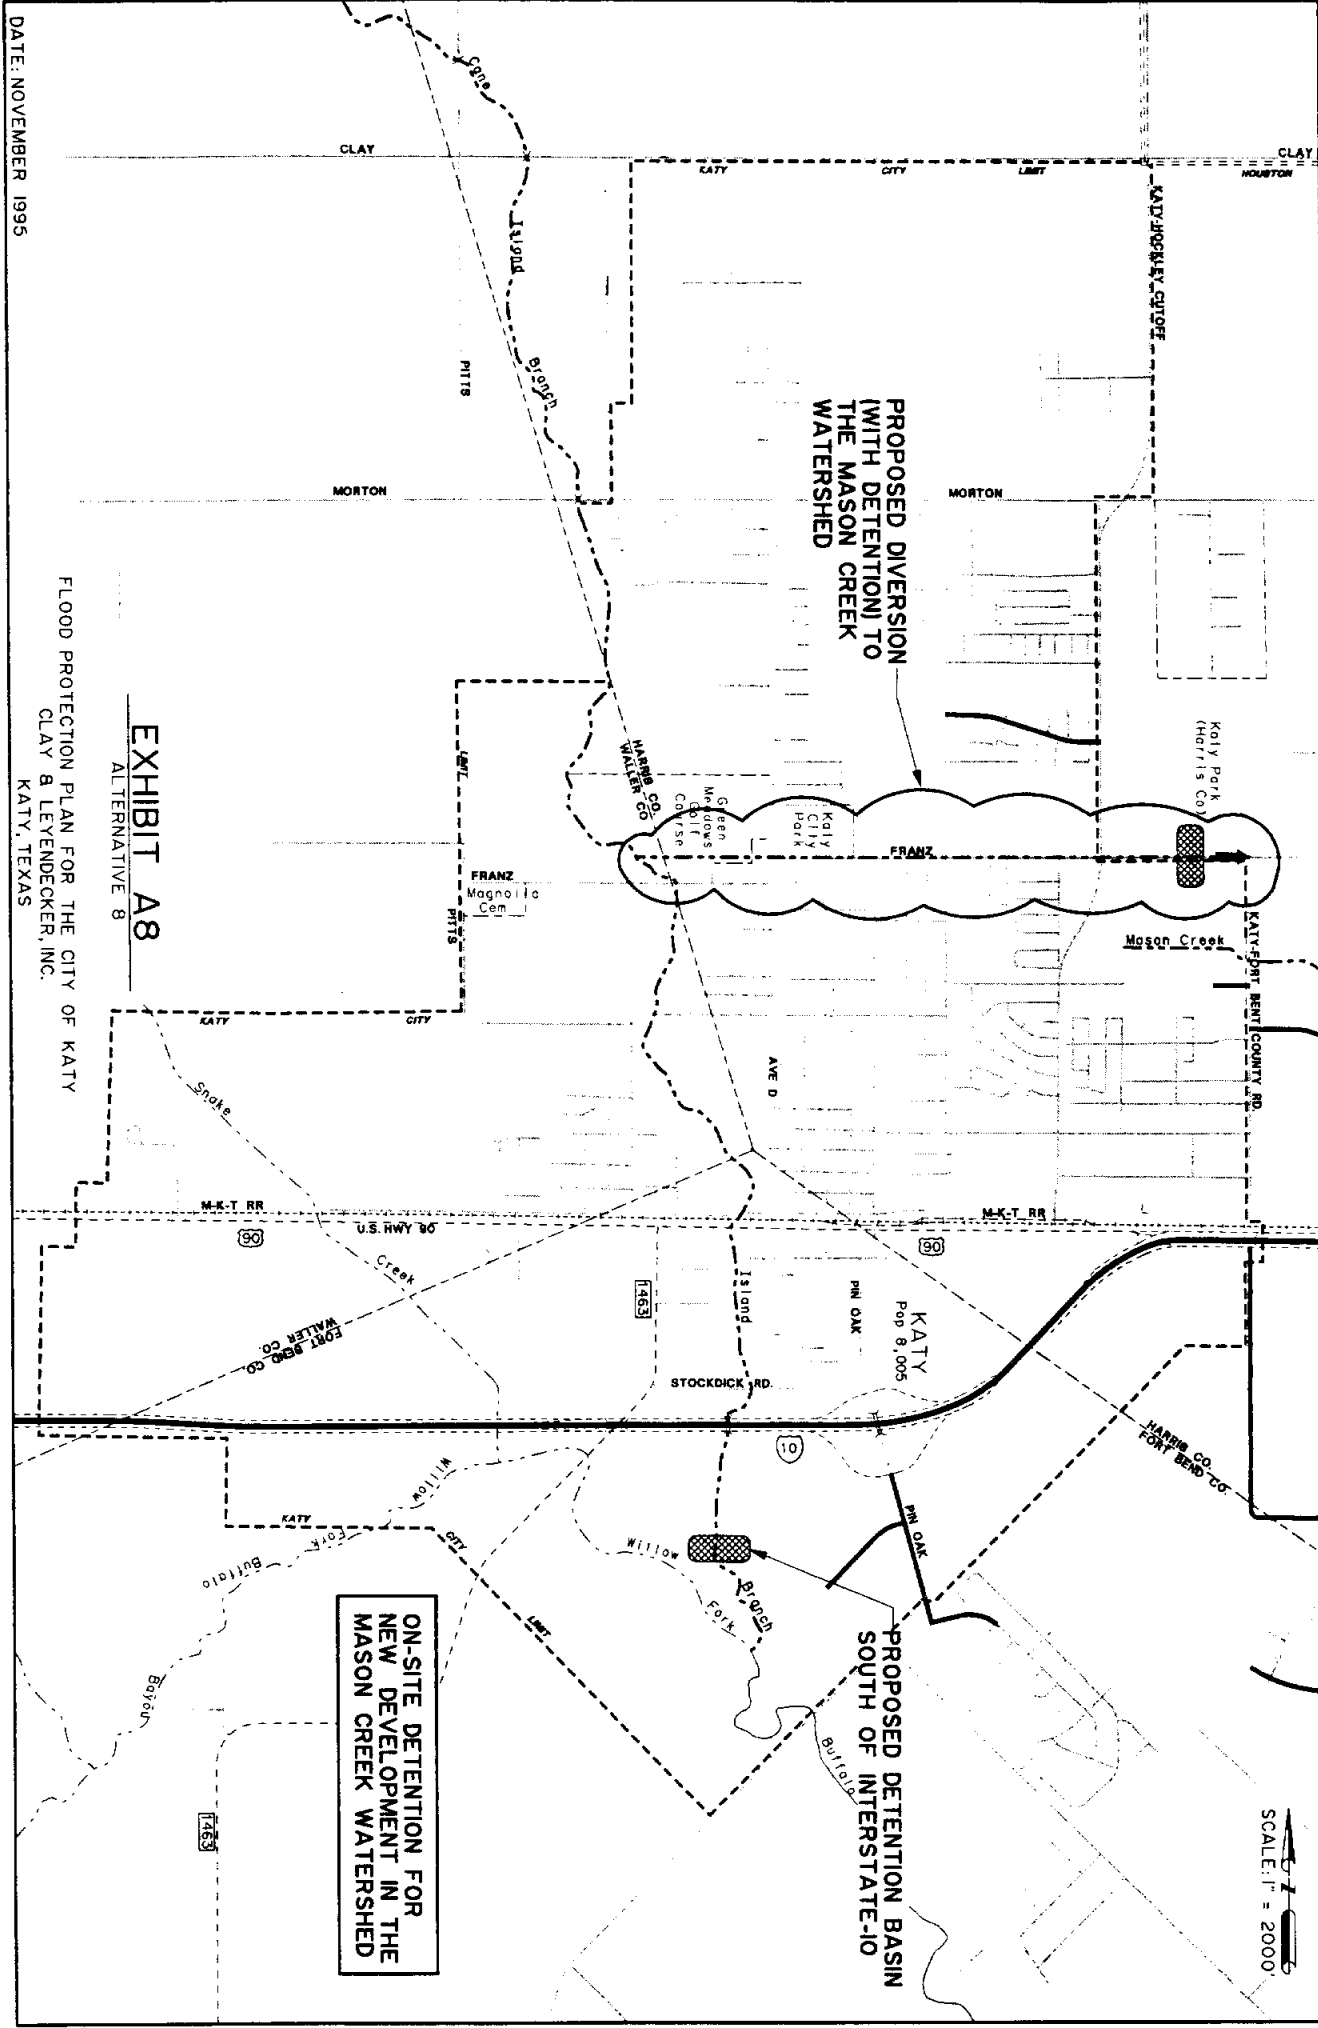 DATE: NOVEMBER 1995
EXHIBIT A8
ALTERNATIVE 8
FLOOD PROTECTION PLAN FOR THE CITY OF KATY
CLAY & LEYENDECKER, INC.
KATY, TEXAS
SCALE: 1" = 2000'
PROPOSED DIVERSION
(WITH DETENTION) TO
THE MASON CREEK
WATERSHED
PROPOSED DETENTION BASIN
SOUTH OF INTERSTATE-10
ON-SITE DETENTION FOR
NEW DEVELOPMENT IN THE
MASON CREEK WATERSHED
Cane
Island
Branch
CLAY
KATY
CITY
LIMIT
CLAY
HOUSTON
KATY-HOCKLEY CUTOFF
PITTS
MORTON
MORTON
Katy Park
(Harris Co)
HARRIS CO.
WALLER CO
Green
Meadows
Golf
Course
Katy
City
Park
FRANZ
LIMIT
FRANZ
Magnolia
Cem
PITTS
Mason Creek
KATY-FORT BEND COUNTY RD.
KATY
CITY
AVE D
Snake
Creek
M-K-T RR
U.S. HWY 90
90
M-K-T RR
90
1463
Island
PIN OAK
KATY
Pop 8,005
WALLER CO.
FORT BEND CO.
STOCKDICK RD.
10
HARRIS CO.
FORT BEND CO.
PIN OAK
Willow
Fork
Buffalo
Bayou
KATY
CITY
LIMIT
Willow
Fork
Branch
Buffalo
1463